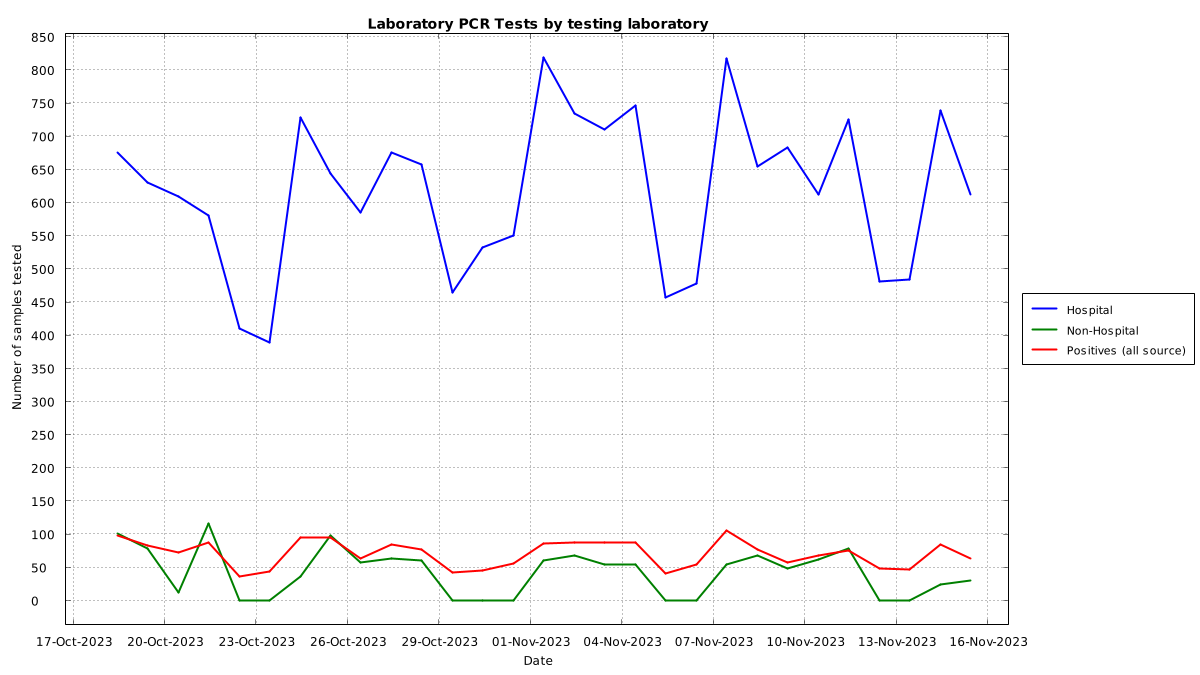 Laboratory PCR Tests by testing laboratory
850
800
750
700
650
600
550
500
450
400
350
300
250
200
150
100
50
0
Number of samples tested
17-Oct-2023 20-Oct-2023 23-Oct-2023 26-Oct-2023 29-Oct-2023 01-Nov-2023 04-Nov-2023 07-Nov-2023 10-Nov-2023 13-Nov-2023 16-Nov-2023
Date
Hospital
Non-Hospital
Positives (all source)